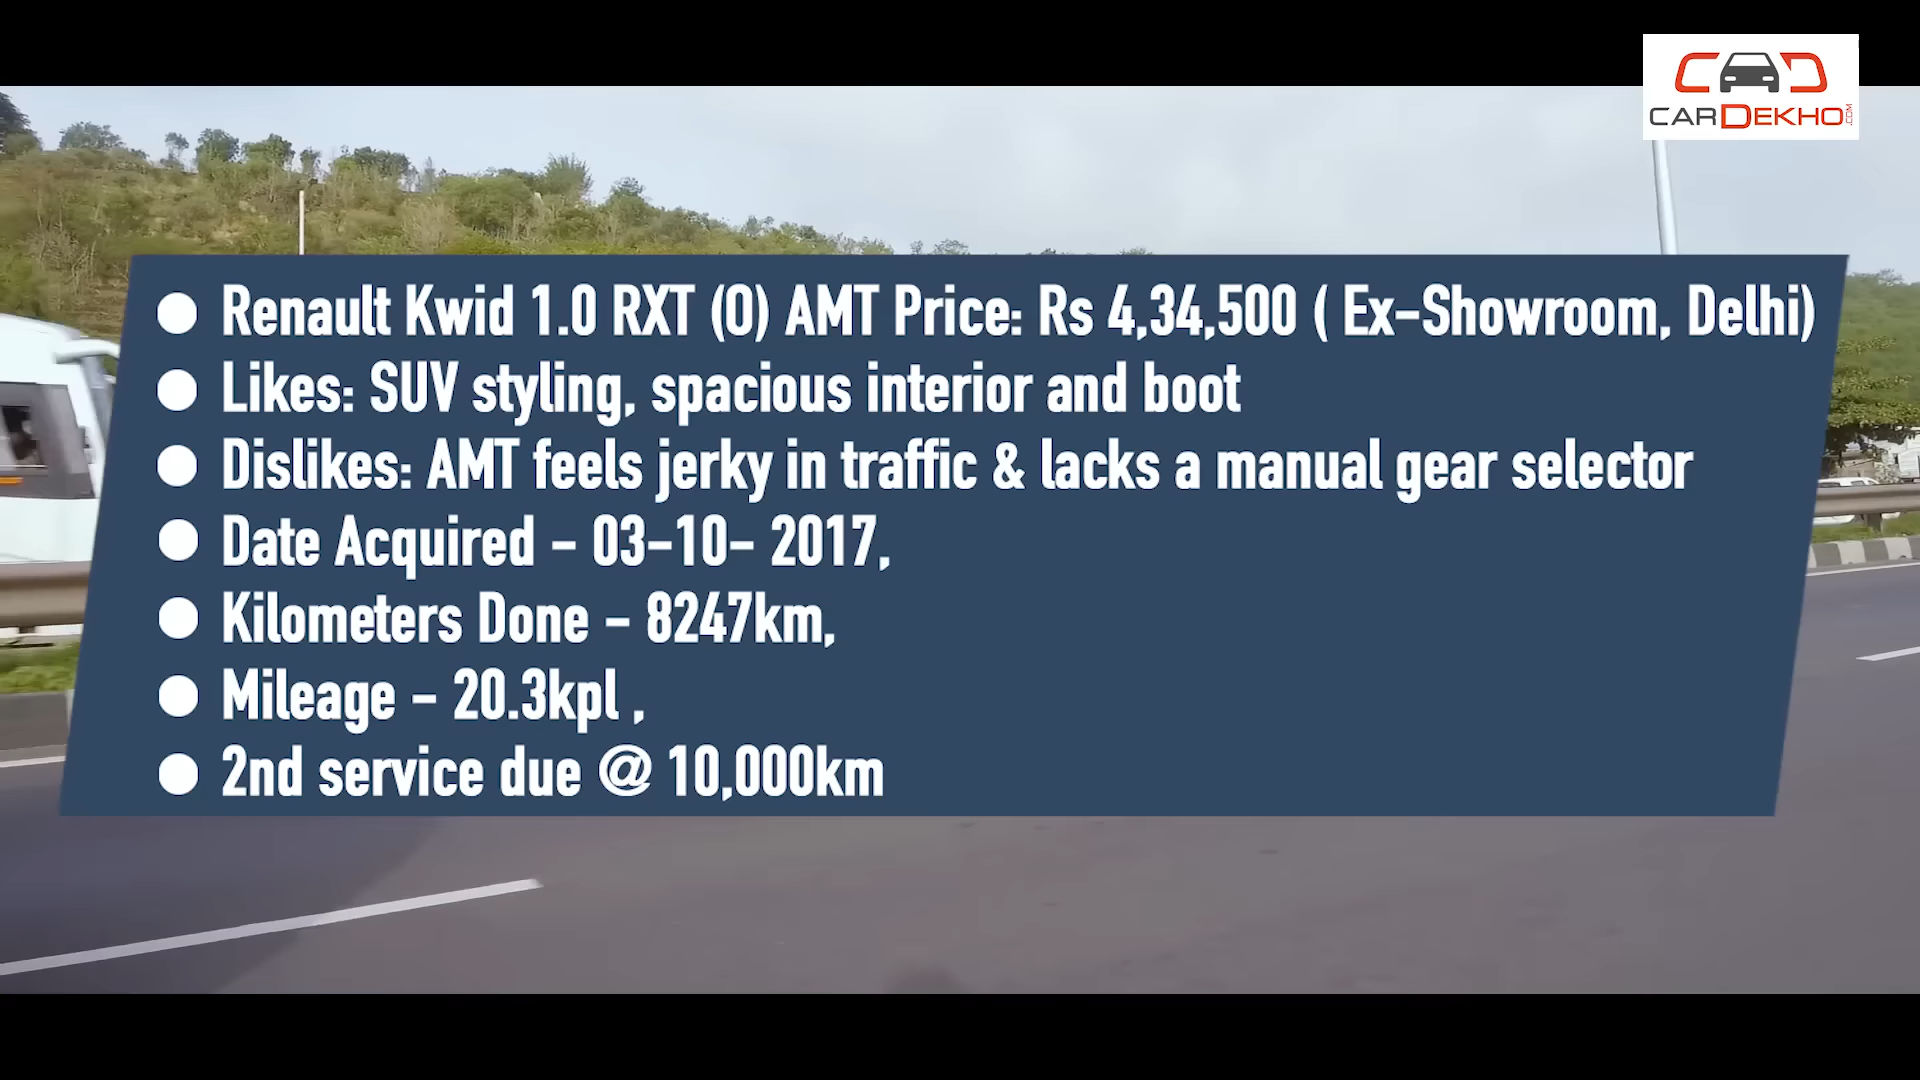 CADD
CARDEKHO.COM
● Renault Kwid 1.0 RXT (O) AMT Price: Rs 4,34,500 ( Ex-Showroom, Delhi)
● Likes: SUV styling, spacious interior and boot
● Dislikes: AMT feels jerky in traffic & lacks a manual gear selector
● Date Acquired - 03-10- 2017,
● Kilometers Done - 8247km,
● Mileage - 20.3kpl ,
● 2nd service due @ 10,000km